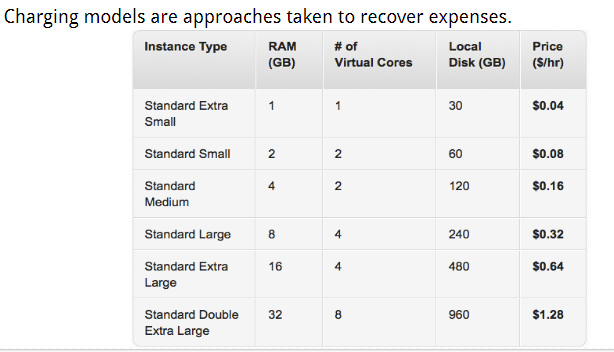 Charging models are approaches taken to recover expenses.
Instance Type RAM (GB) # of Virtual Cores Local Disk (GB) Price ($/hr)
Standard Extra Small 1 1 30 $0.04
Standard Small 2 2 60 $0.08
Standard Medium 4 2 120 $0.16
Standard Large 8 4 240 $0.32
Standard Extra Large 16 4 480 $0.64
Standard Double Extra Large 32 8 960 $1.28